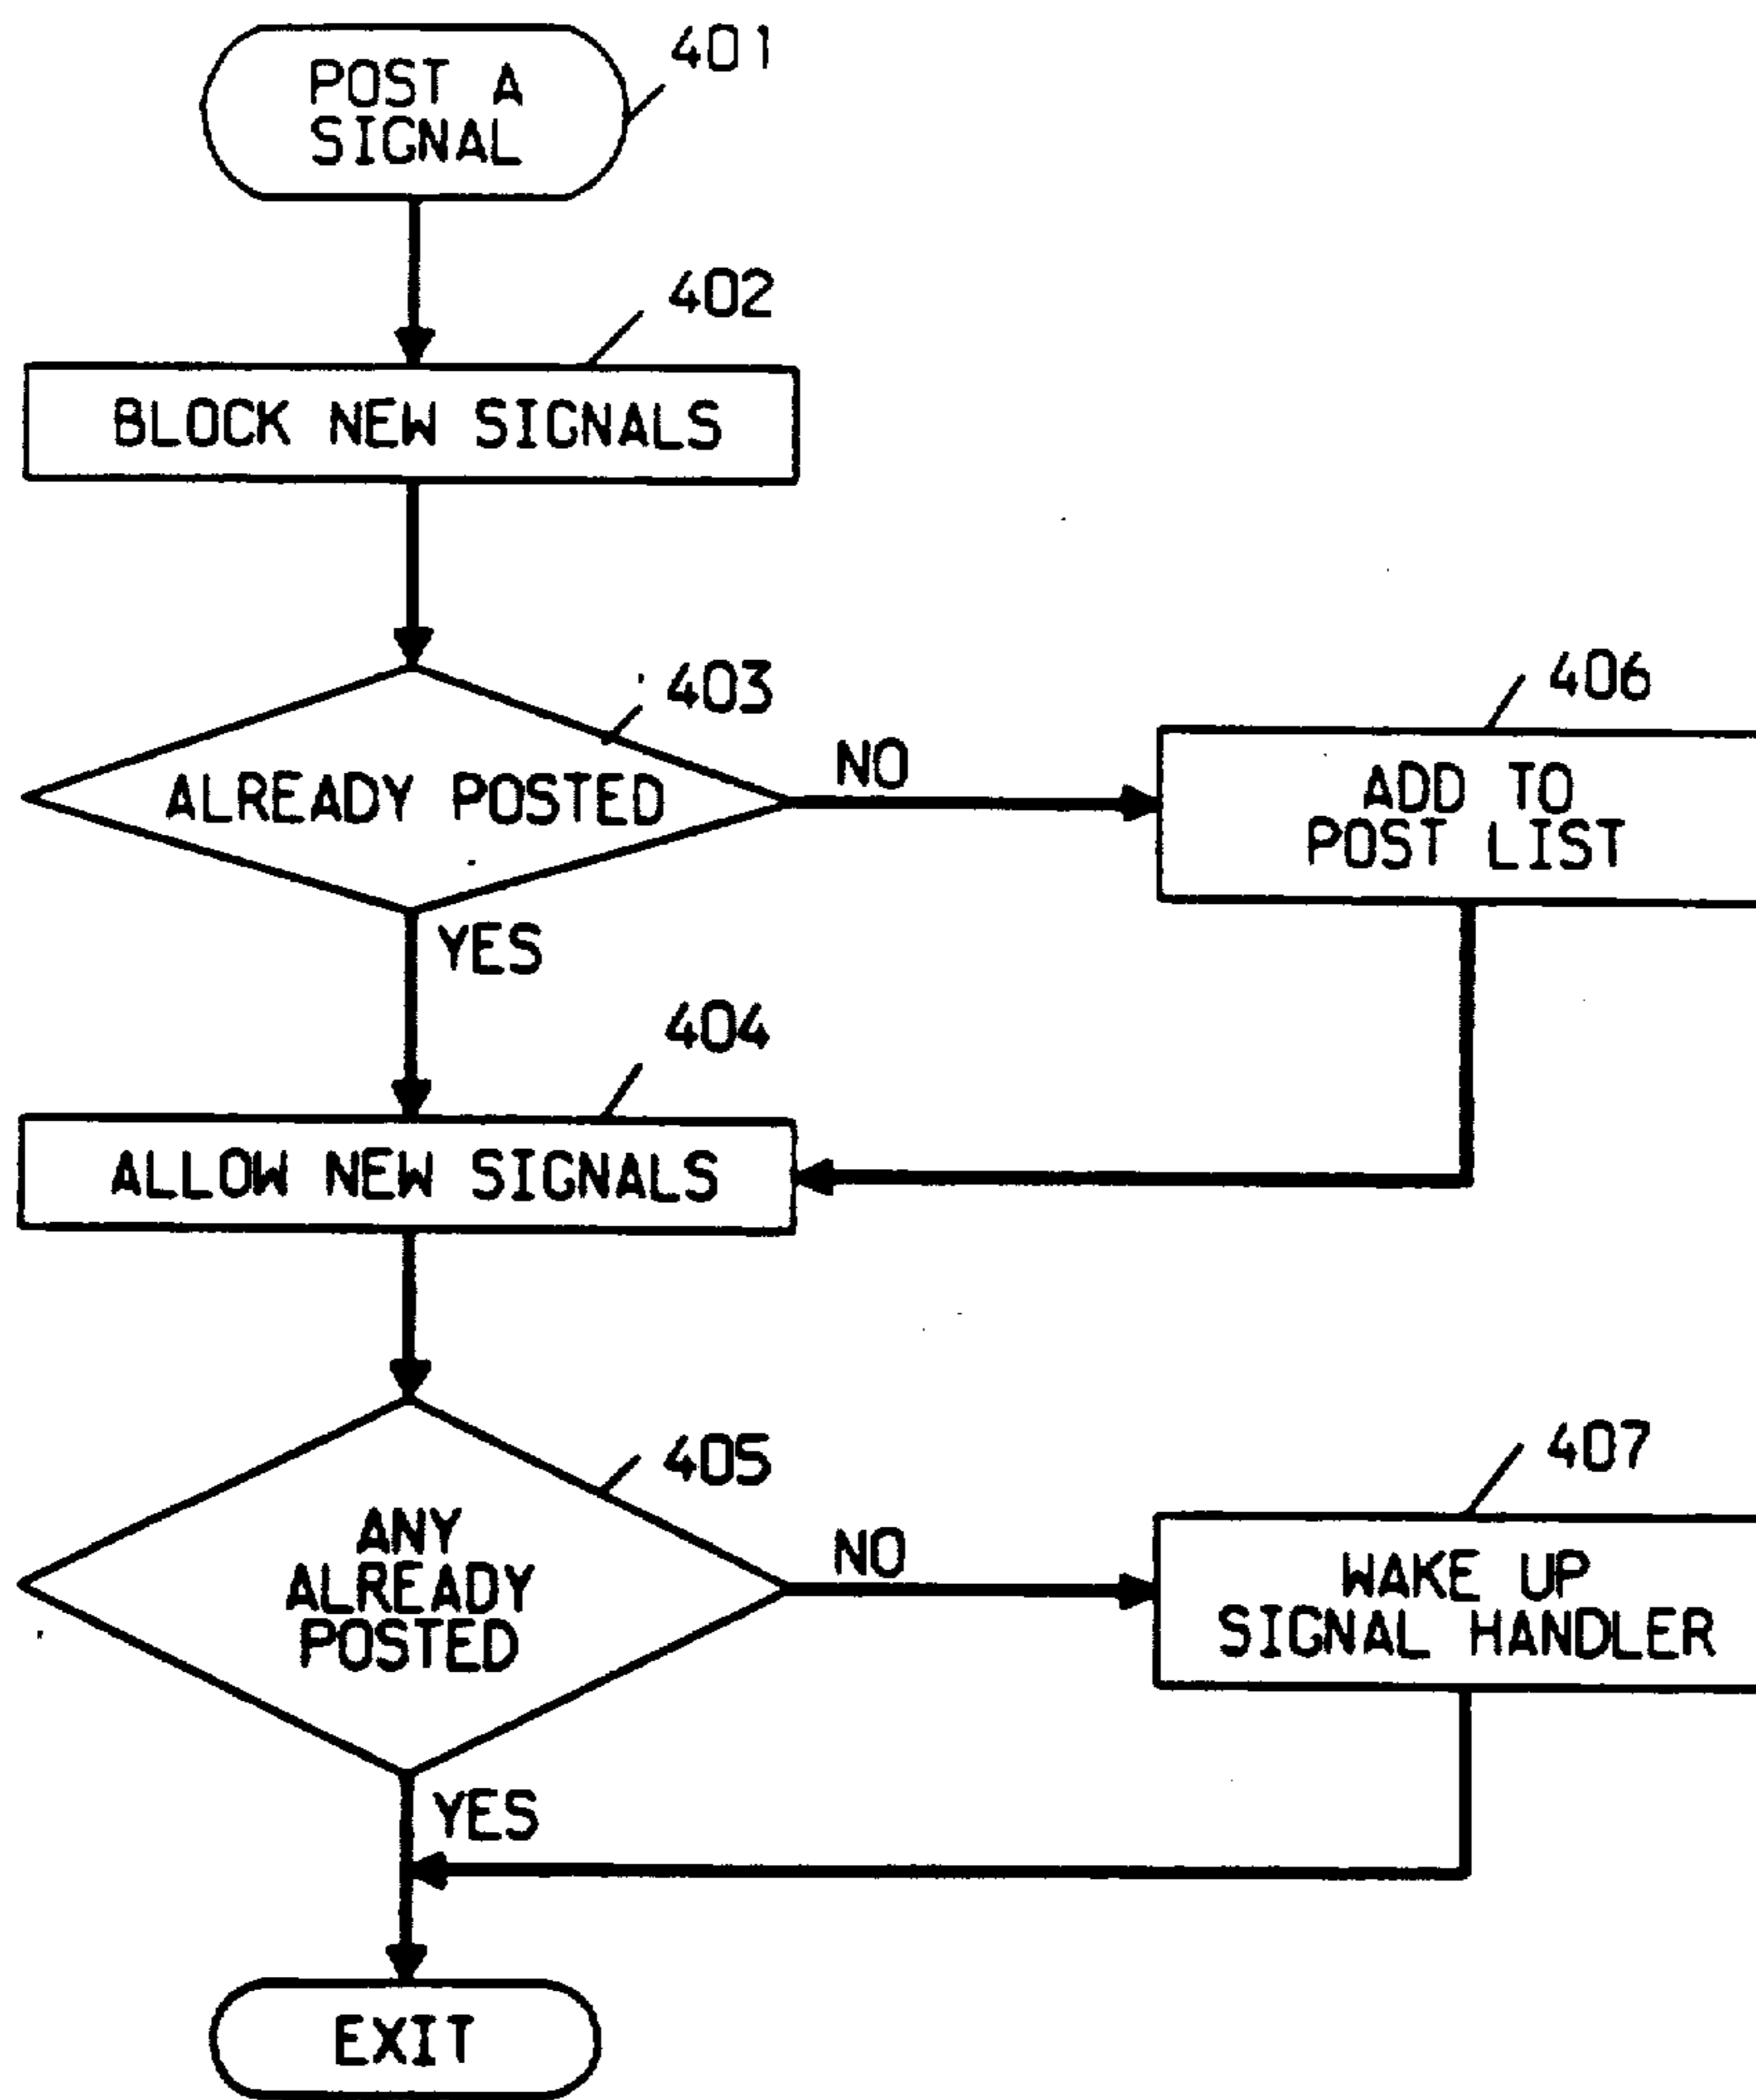 401
POST A
SIGNAL
402
BLOCK NEW SIGNALS
403
ALREADY POSTED
NO
406
ADD TO
POST LIST
YES
404
ALLOW NEW SIGNALS
405
ANY
ALREADY
POSTED
NO
407
WAKE UP
SIGNAL HANDLER
YES
EXIT